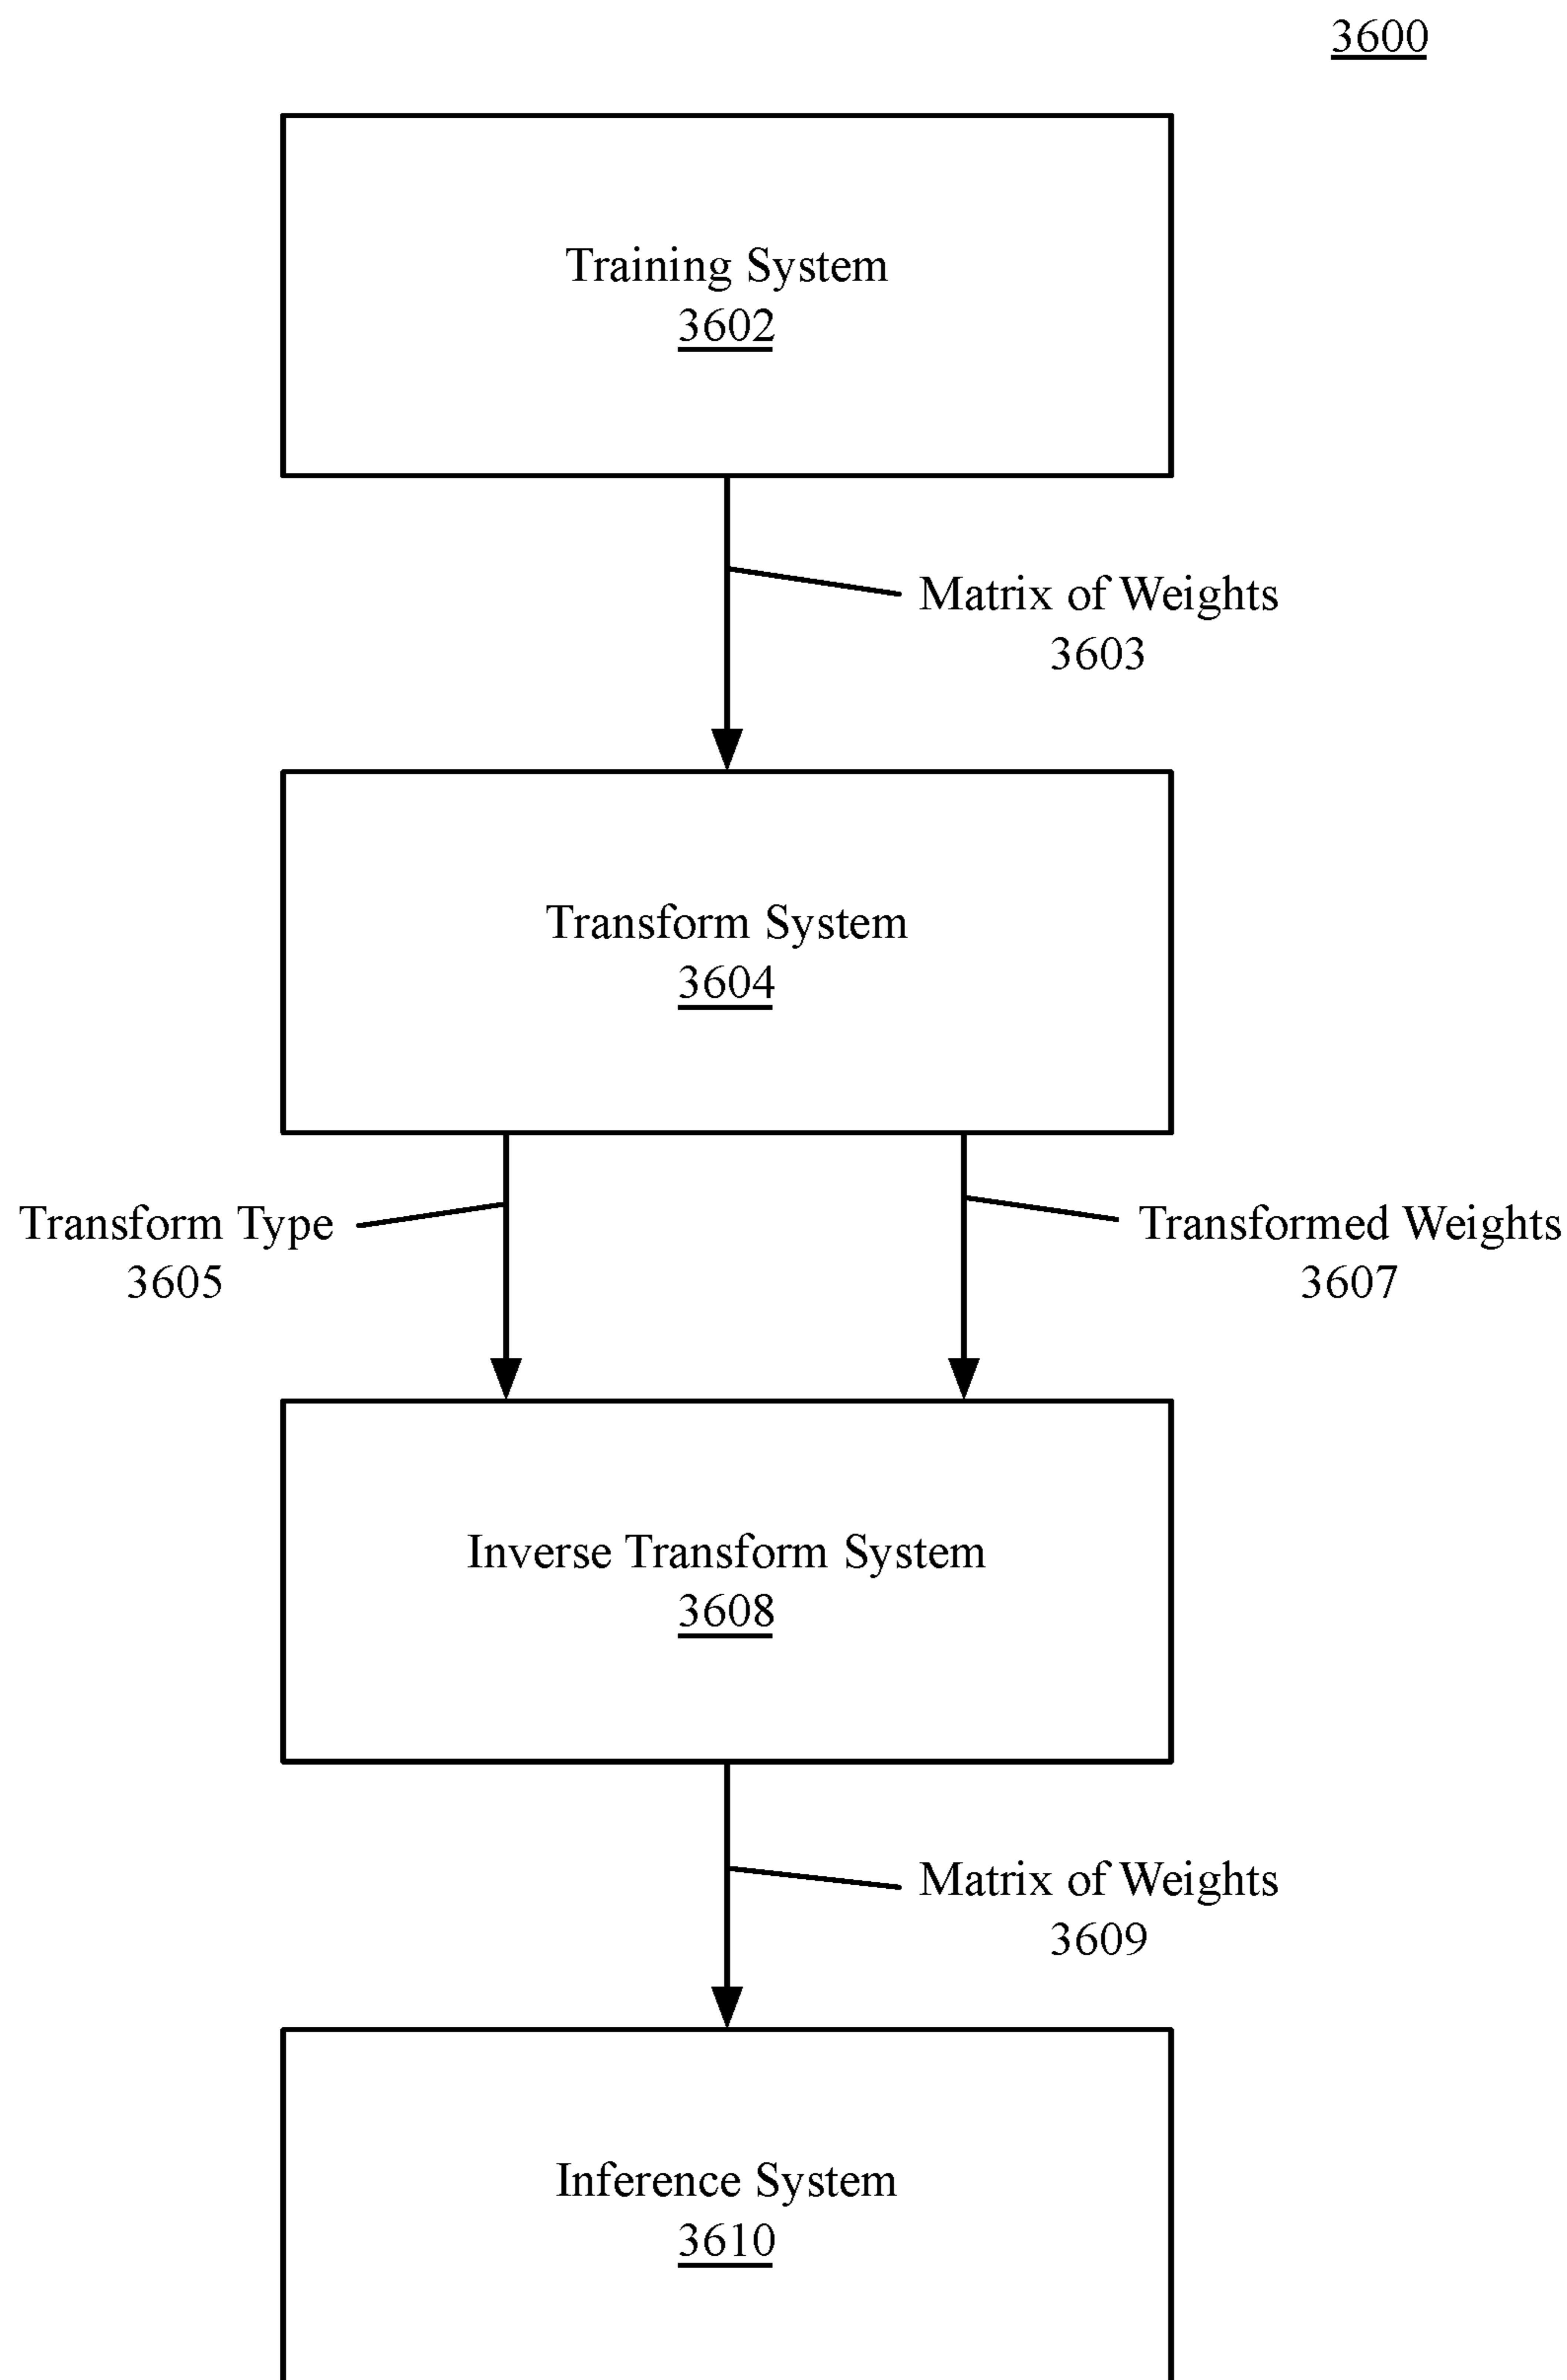 3600
Training System
3602
Matrix of Weights
3603
Transform System
3604
Transform Type
3605
Transformed Weights
3607
Inverse Transform System
3608
Matrix of Weights
3609
Inference System
3610